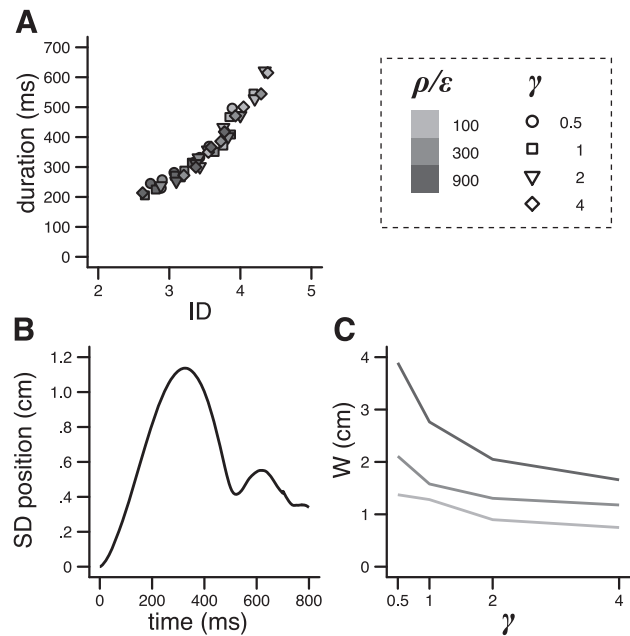 A
700
600
500
400
300
200
100
0
duration (ms)
2 3 4 5
ID
ρ/ε γ
100 0.5
300 1
900 2
4
B
1.2
1.0
.8
.6
.4
.2
0
SD position (cm)
0 200 400 600 800
time (ms)
C
4
3
2
1
0
W (cm)
0.5 1 2 4
γ